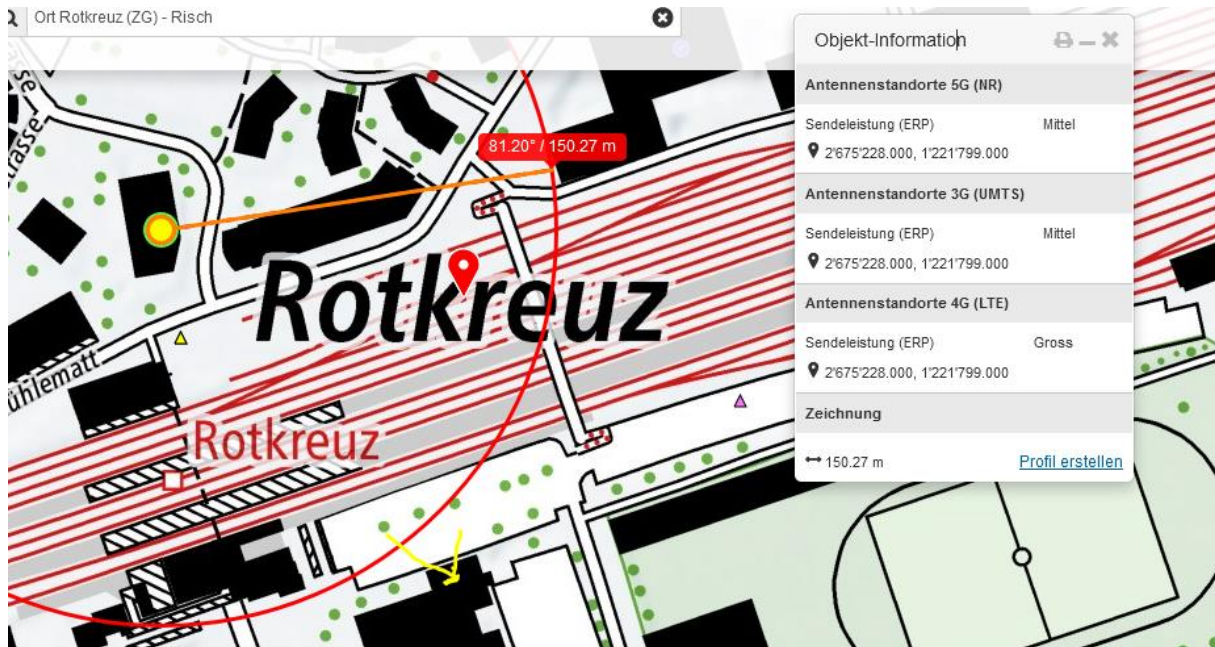 Ort Rotkreuz (ZG) - Risch
Objekt-Information
Antennenstandorte 5G (NR)
Sendeleistung (ERP) Mittel
2'675'228.000, 1'221'799.000
Antennenstandorte 3G (UMTS)
Sendeleistung (ERP) Mittel
2'675'228.000, 1'221'799.000
Antennenstandorte 4G (LTE)
Sendeleistung (ERP) Gross
2'675'228.000, 1'221'799.000
Zeichnung
150.27 m Profil erstellen
81.20° / 150.27 m
Rotkreuz
ühlematt
Rotkreuz